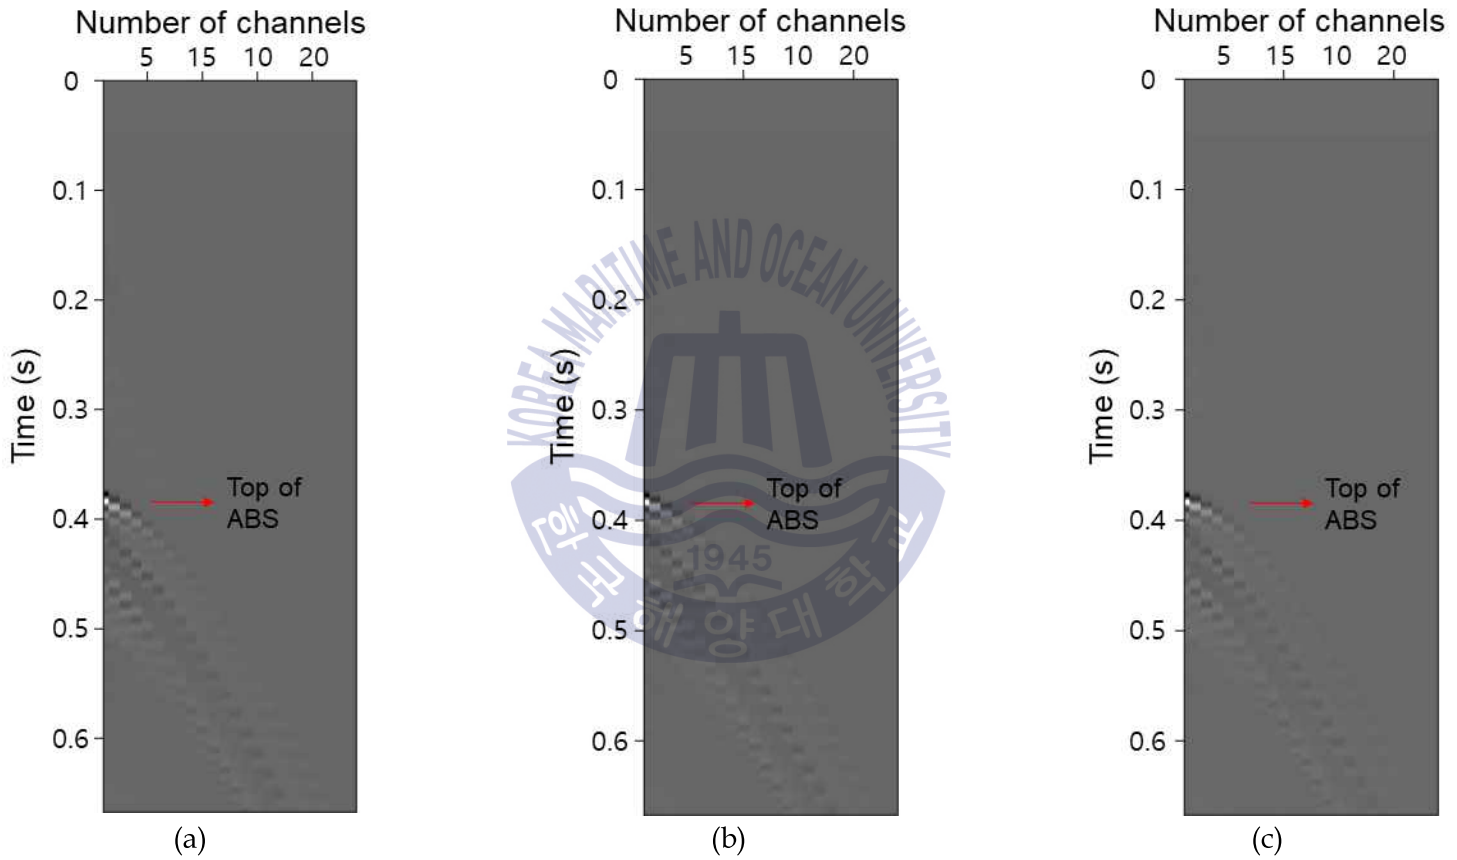 Number of channels
5 15 10 20
0
0.1
0.2
0.3
0.4
0.5
0.6
Time (s)
Top of
ABS
(a)
Number of channels
5 15 10 20
0
0.1
0.2
0.3
0.4
0.5
0.6
Time (s)
Top of
ABS
(b)
Number of channels
5 15 10 20
0
0.1
0.2
0.3
0.4
0.5
0.6
Time (s)
Top of
ABS
(c)
KOREA MARITIME AND OCEAN UNIVERSITY
1945
한국해양대학교